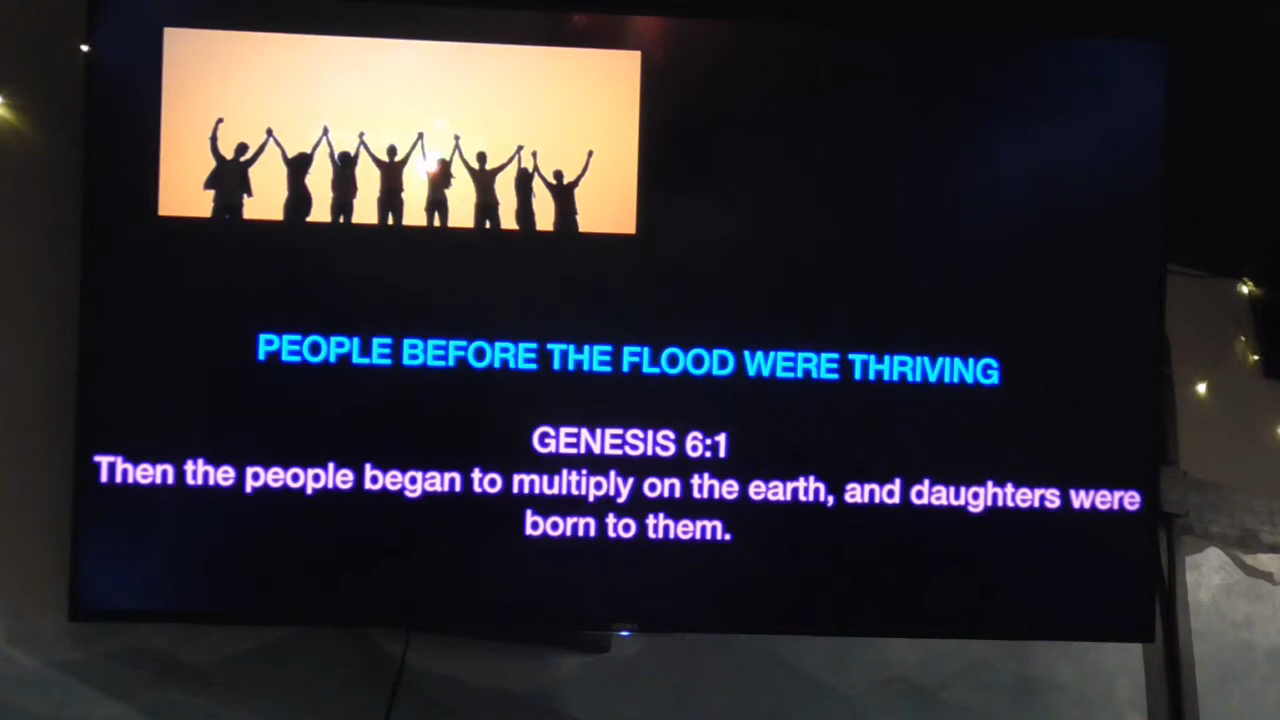 PEOPLE BEFORE THE FLOOD WERE THRIVING
GENESIS 6:1
Then the people began to multiply on the earth, and daughters were
born to them.